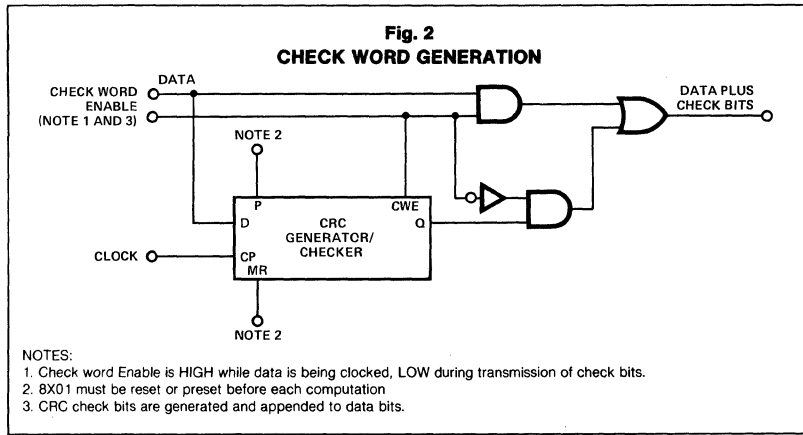 Fig. 2
CHECK WORD GENERATION
DATA
CHECK WORD
ENABLE
(NOTE 1 AND 3)
DATA PLUS
CHECK BITS
NOTE 2
P
CWE
D
CRC
GENERATOR/
CHECKER
Q
CLOCK
CP
MR
NOTE 2
NOTES:
1. Check word Enable is HIGH while data is being clocked, LOW during transmission of check bits.
2. 8X01 must be reset or preset before each computation
3. CRC check bits are generated and appended to data bits.